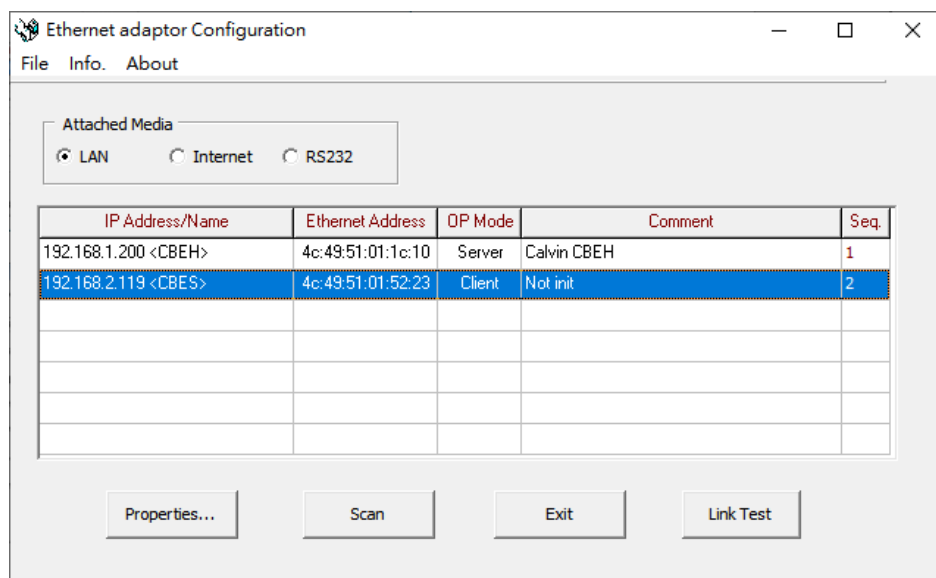 Ethernet adaptor Configuration
File Info. About
Attached Media
LAN Internet RS232
IP Address/Name Ethernet Address OP Mode Comment Seq.
192.168.1.200 <CBEH> 4c:49:51:01:1c:10 Server Calvin CBEH 1
192.168.2.119 <CBES> 4c:49:51:01:52:23 Client Not init 2
Properties... Scan Exit Link Test